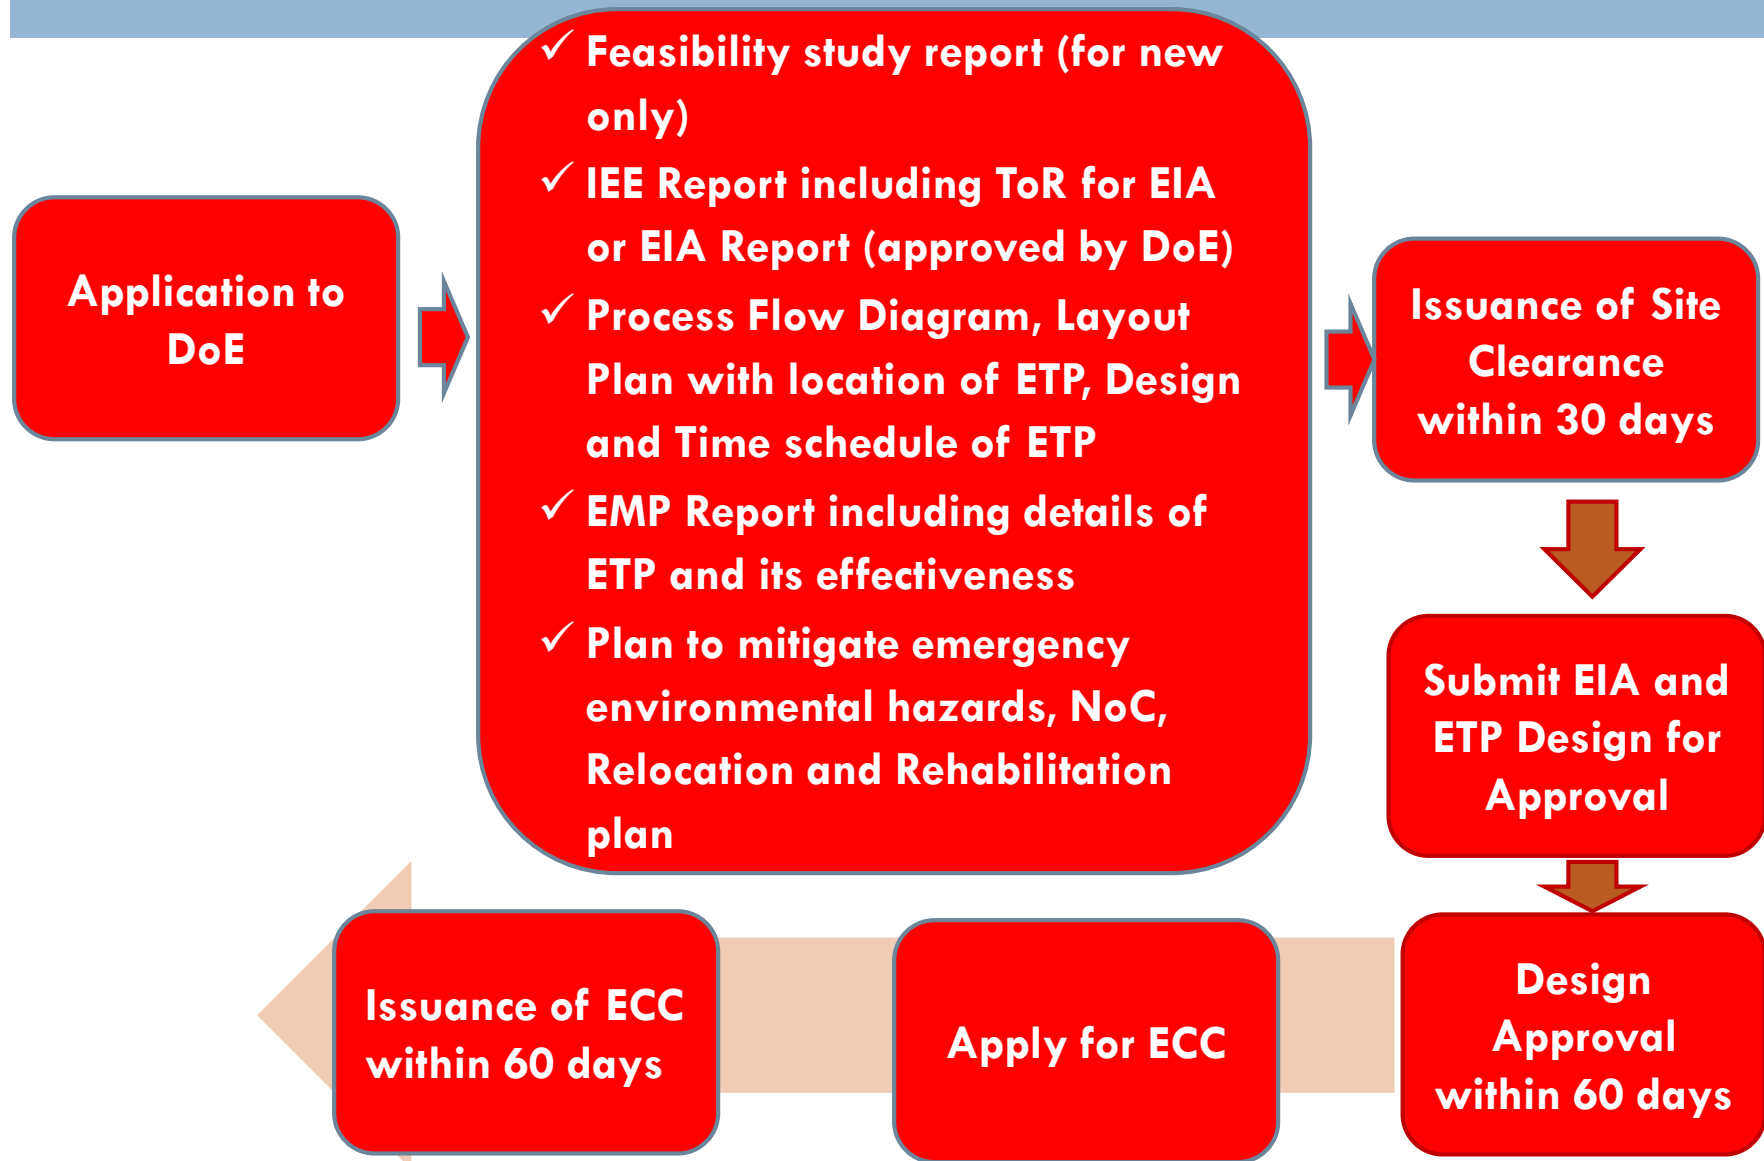 Application to
DoE
✓ Feasibility study report (for new
only)
✓ IEE Report including ToR for EIA
or EIA Report (approved by DoE)
✓ Process Flow Diagram, Layout
Plan with location of ETP, Design
and Time schedule of ETP
✓ EMP Report including details of
ETP and its effectiveness
✓ Plan to mitigate emergency
environmental hazards, NoC,
Relocation and Rehabilitation
plan
Issuance of Site
Clearance
within 30 days
Submit EIA and
ETP Design for
Approval
Design
Approval
within 60 days
Apply for ECC
Issuance of ECC
within 60 days